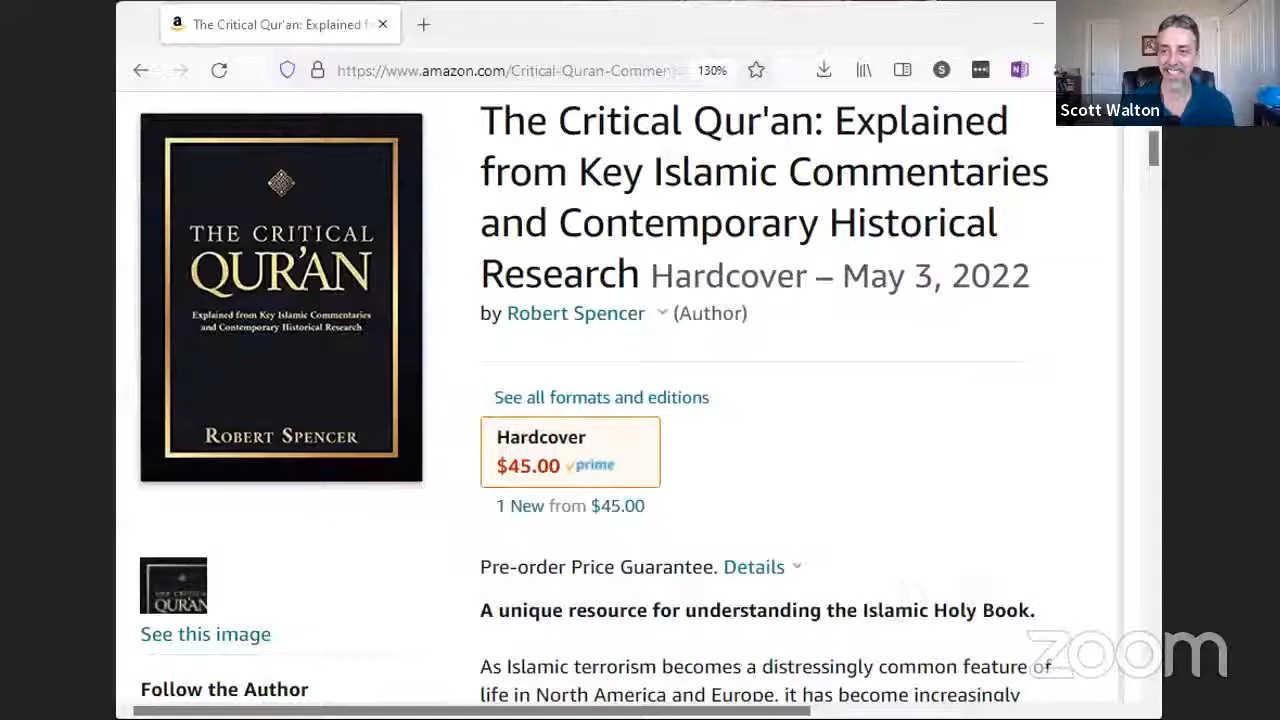 The Critical Qur'an: Explained f
https://www.amazon.com/Critical-Quran-Commen
130%
S
Scott Walton
THE CRITICAL
QUR'AN
Explained from Key Islamic Commentaries
and Contemporary Historical Research
ROBERT SPENCER
QURAN
See this image
Follow the Author
The Critical Qur'an: Explained
from Key Islamic Commentaries
and Contemporary Historical
Research Hardcover – May 3, 2022
by Robert Spencer (Author)
See all formats and editions
Hardcover
$45.00 prime
1 New from $45.00
Pre-order Price Guarantee. Details
A unique resource for understanding the Islamic Holy Book.
As Islamic terrorism becomes a distressingly common feature of
life in North America and Europe, it has become increasingly
zoom